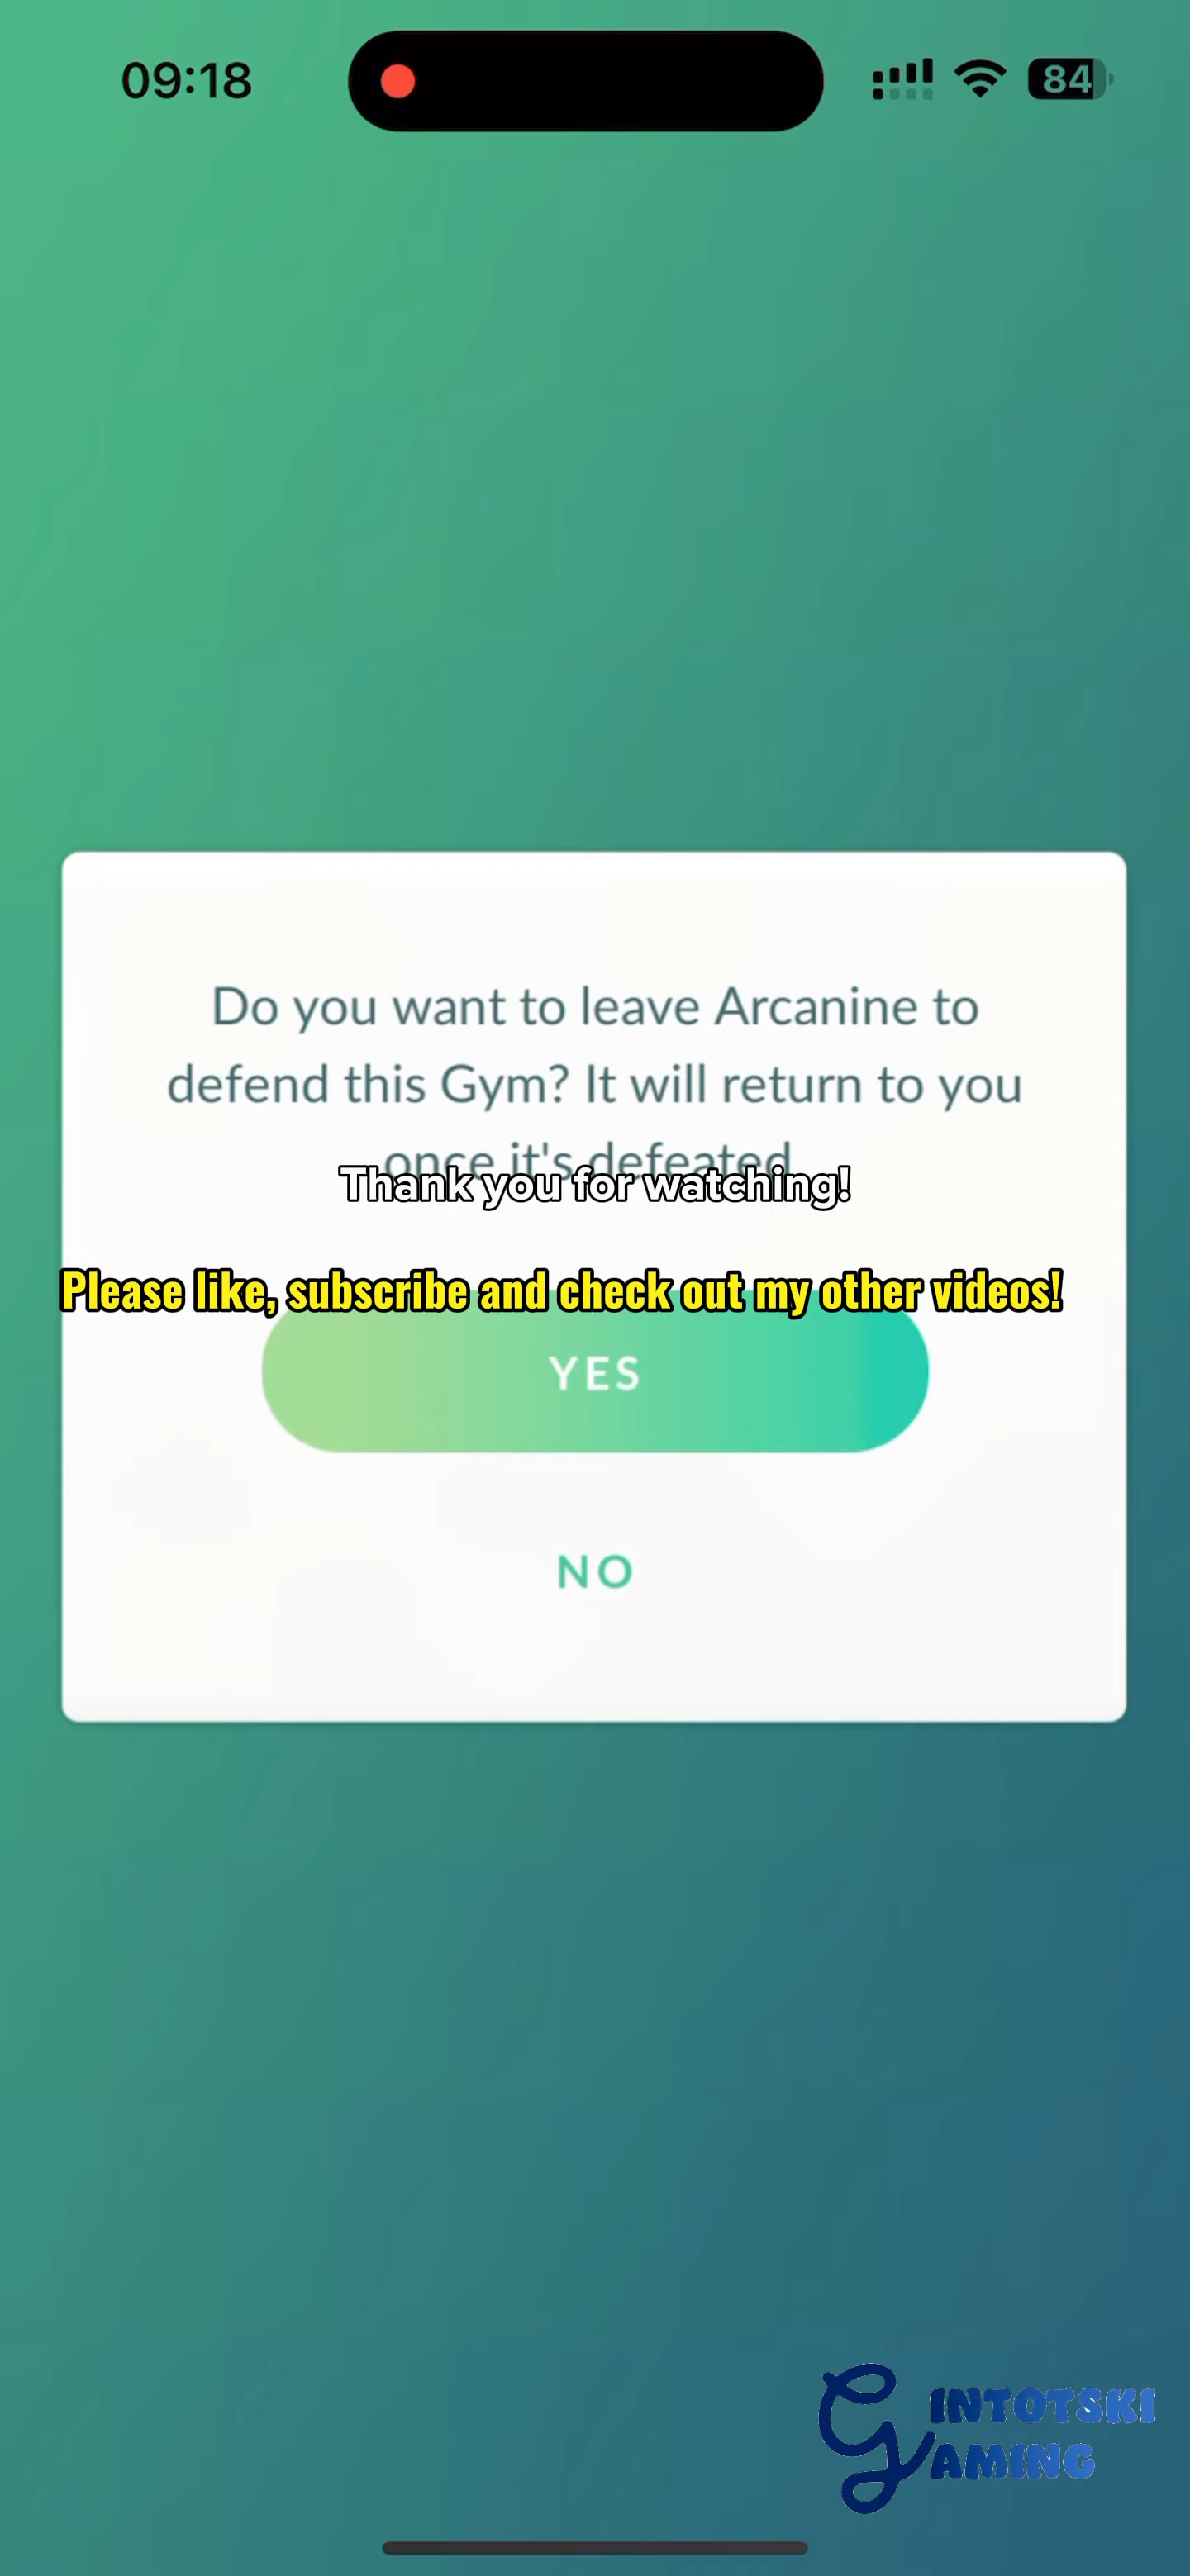 09:18
84
Do you want to leave Arcanine to
defend this Gym? It will return to you
once it's defeated.
Thank you for watching!
Please like, subscribe and check out my other videos!
YES
NO
GINTOTSKI
GAMING